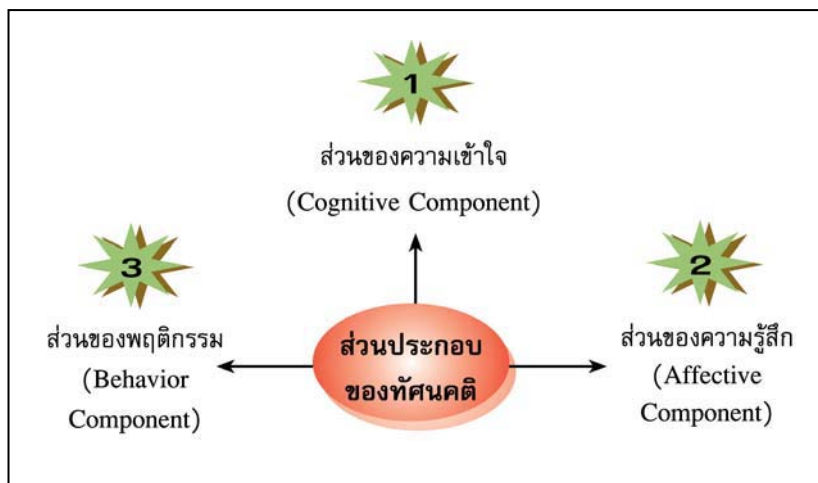 1
ส่วนของความเข้าใจ
(Cognitive Component)
2
ส่วนของความรู้สึก
(Affective
Component)
3
ส่วนของพฤติกรรม
(Behavior
Component)
ส่วนประกอบ
ของทัศนคติ